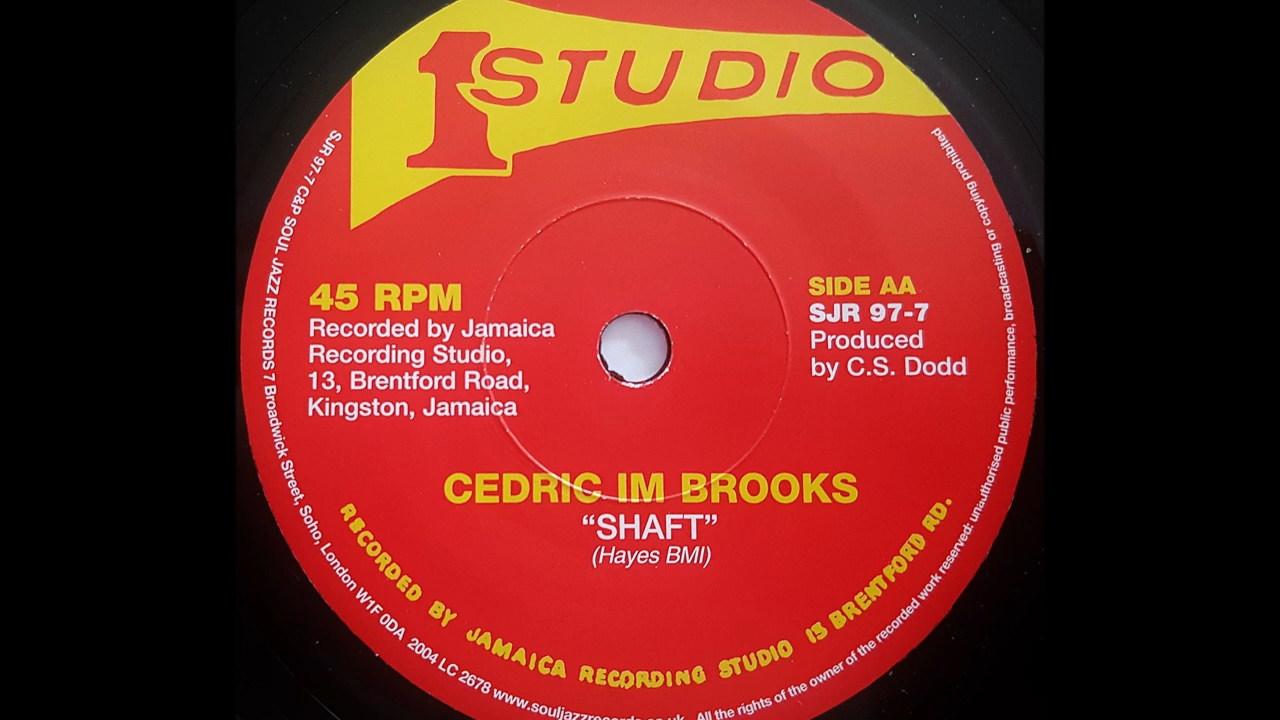 1 STUDIO
45 RPM
Recorded by Jamaica
Recording Studio,
13, Brentford Road,
Kingston, Jamaica
SIDE AA
SJR 97-7
Produced
by C.S. Dodd
CEDRIC IM BROOKS
“SHAFT”
(Hayes BMI)
RECORDED BY JAMAICA RECORDING STUDIO 13 BRENTFORD RD.
SJR 97-7 C&P SOUL JAZZ RECORDS 7 Broadwick Street, Soho, London W1F 0DA 2004 LC 2678 www.souljazzrecords.co.uk All the rights of the owner of the recorded work reserved: unauthorised public performance, broadcasting or copying prohibited